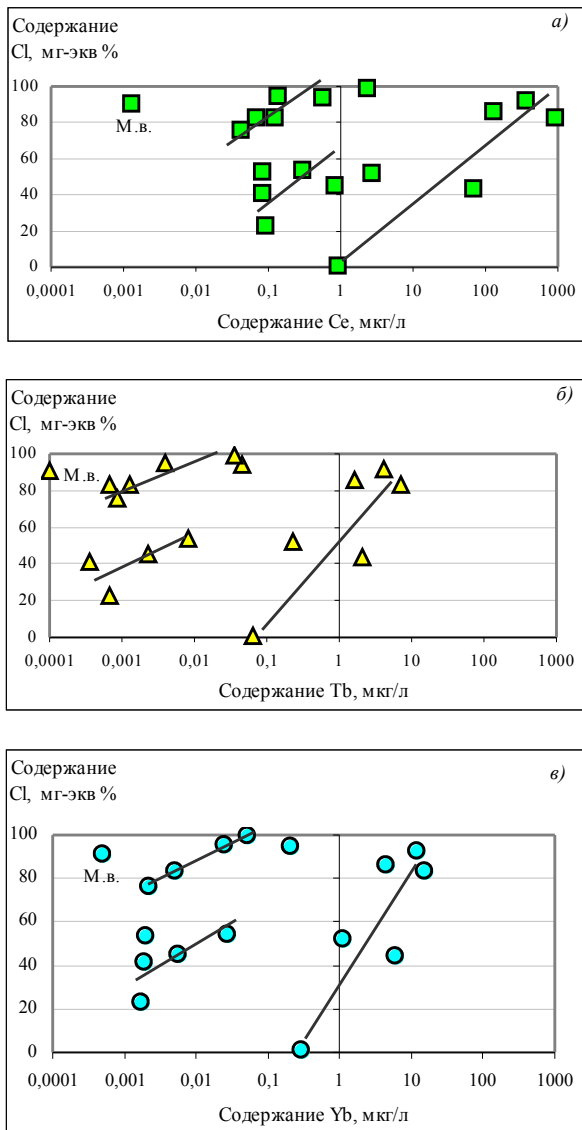 Содержание
Cl, мг-экв %
а)
100
80
60
40
20
0
М.в.
0,0001 0,001 0,01 0,1 1 10 100 1000
Содержание Ce, мкг/л
Содержание
Cl, мг-экв %
б)
100
80
60
40
20
0
М.в.
0,0001 0,001 0,01 0,1 1 10 100 1000
Содержание Tb, мкг/л
Содержание
Cl, мг-экв %
в)
100
80
60
40
20
0
М.в.
0,0001 0,001 0,01 0,1 1 10 100 1000
Содержание Yb, мкг/л